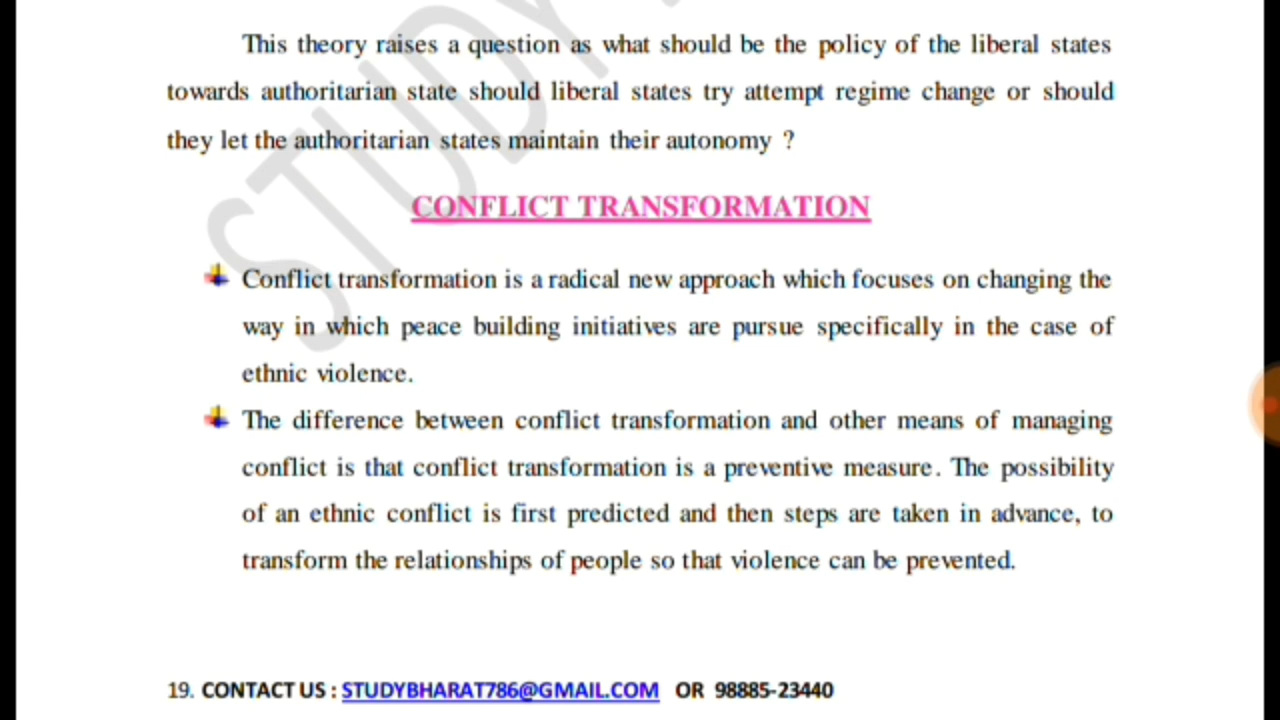 This theory raises a question as what should be the policy of the liberal states
towards authoritarian state should liberal states try attempt regime change or should
they let the authoritarian states maintain their autonomy ?
CONFLICT TRANSFORMATION
Conflict transformation is a radical new approach which focuses on changing the
way in which peace building initiatives are pursue specifically in the case of
ethnic violence.
The difference between conflict transformation and other means of managing
conflict is that conflict transformation is a preventive measure. The possibility
of an ethnic conflict is first predicted and then steps are taken in advance, to
transform the relationships of people so that violence can be prevented.
19. CONTACT US : STUDYBHARAT786@GMAIL.COM OR 98885-23440
STUDY